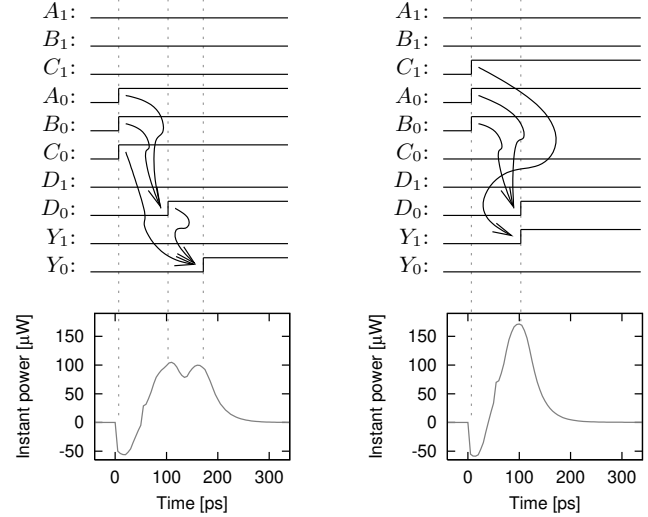 A₁:
B₁:
C₁:
A₀:
B₀:
C₀:
D₁:
D₀:
Y₁:
Y₀:
Instant power [µW]
150
100
50
0
-50
0 100 200 300
Time [ps]
A₁:
B₁:
C₁:
A₀:
B₀:
C₀:
D₁:
D₀:
Y₁:
Y₀:
Instant power [µW]
150
100
50
0
-50
0 100 200 300
Time [ps]